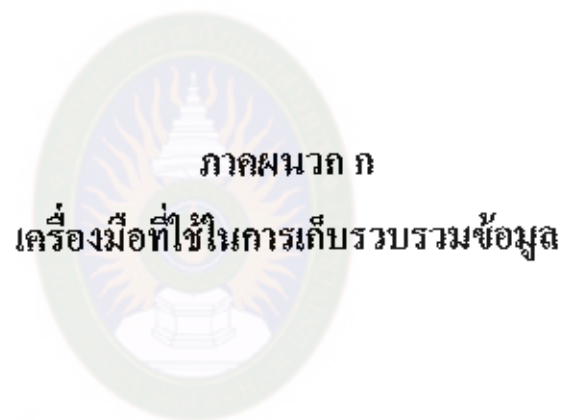 ภาคผนวก ก
เครื่องมือที่ใช้ในการเก็บรวบรวมข้อมูล